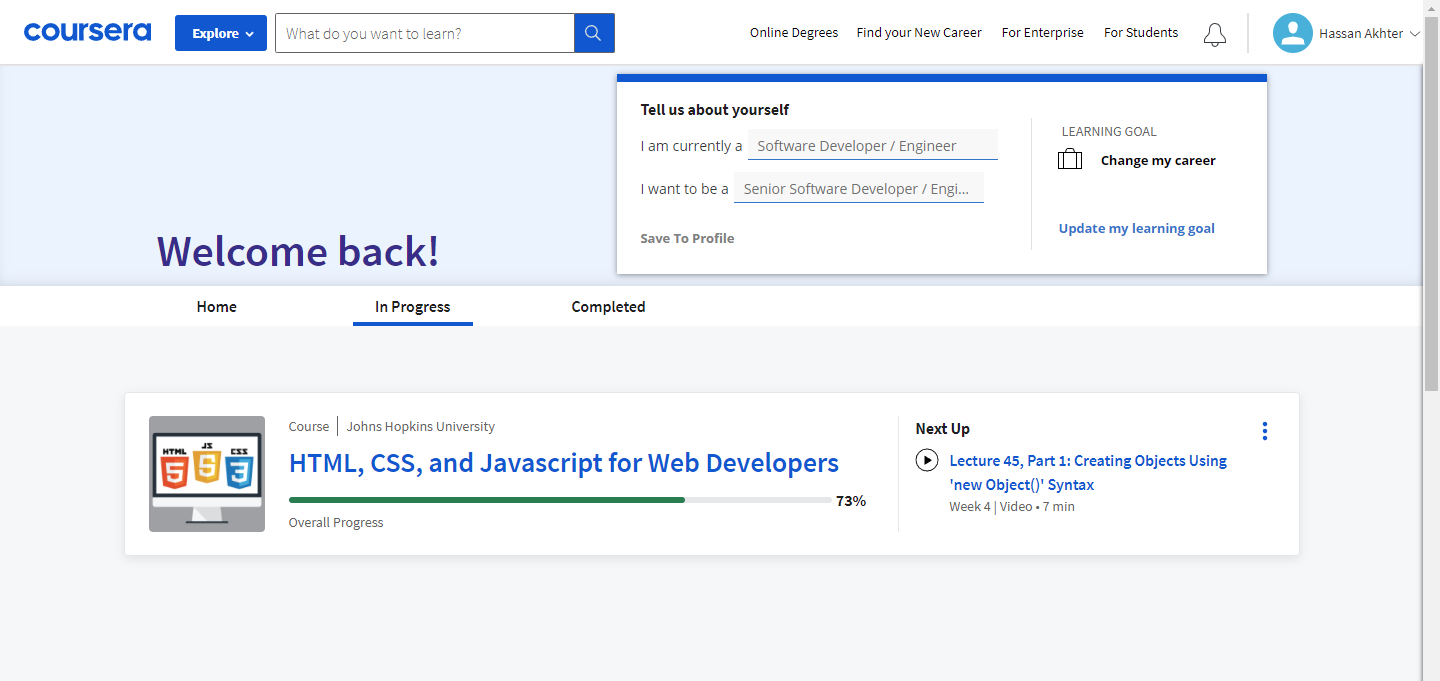 coursera
Explore
What do you want to learn?
Online Degrees
Find your New Career
For Enterprise
For Students
Hassan Akhter
Welcome back!
Tell us about yourself
I am currently a Software Developer / Engineer
I want to be a Senior Software Developer / Engi...
Save To Profile
LEARNING GOAL
Change my career
Update my learning goal
Home
In Progress
Completed
HTML JS CSS
5 5 3
Course | Johns Hopkins University
HTML, CSS, and Javascript for Web Developers
73%
Overall Progress
Next Up
Lecture 45, Part 1: Creating Objects Using
'new Object()' Syntax
Week 4 | Video • 7 min